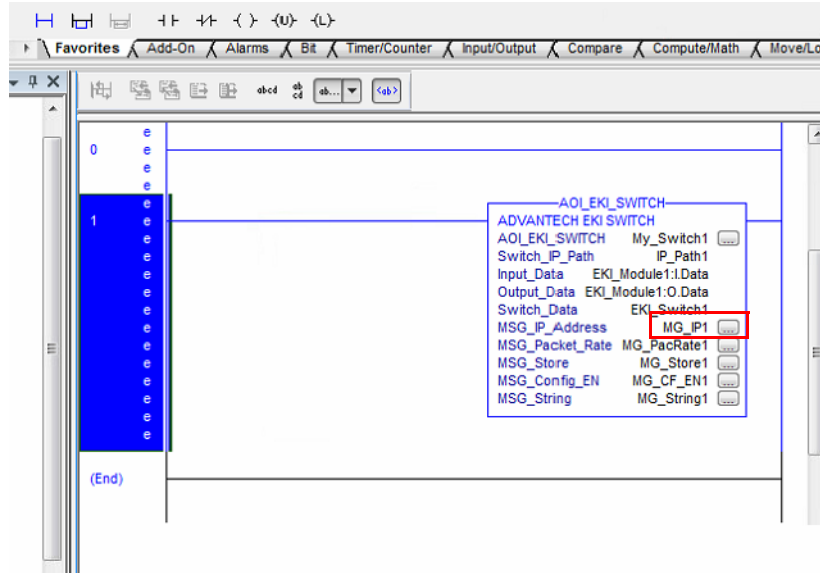 Favorites Add-On Alarms Bit Timer/Counter Input/Output Compare Compute/Math Move/Lo
abcd ab cd ab... <ab>
e
0 e
e
e
e
1 e
e
e
e
e
e
e
e
e
e
e
e
e
AOI_EKI_SWITCH
ADVANTECH EKI SWITCH
AOI_EKI_SWITCH My_Switch1 ...
Switch_IP_Path IP_Path1
Input_Data EKI_Module1:I.Data
Output_Data EKI_Module1:O.Data
Switch_Data EKI_Switch1
MSG_IP_Address MG_IP1 ...
MSG_Packet_Rate MG_PacRate1 ...
MSG_Store MG_Store1 ...
MSG_Config_EN MG_CF_EN1 ...
MSG_String MG_String1 ...
(End)